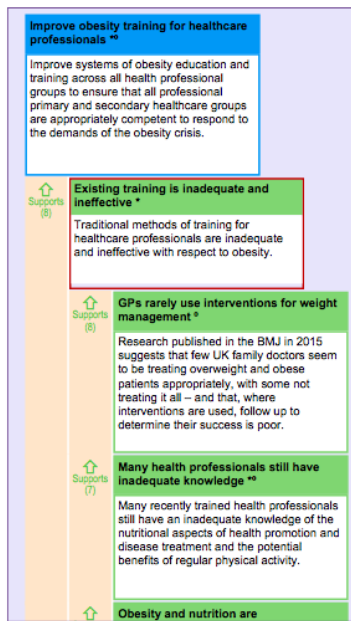 Improve obesity training for healthcare
professionals *º
Improve systems of obesity education and
training across all health professional
groups to ensure that all professional
primary and secondary healthcare groups
are appropriately competent to respond to
the demands of the obesity crisis.
Supports
(8)
Existing training is inadequate and
ineffective *
Traditional methods of training for
healthcare professionals are inadequate
and ineffective with respect to obesity.
Supports
(8)
GPs rarely use interventions for weight
management º
Research published in the BMJ in 2015
suggests that few UK family doctors seem
to be treating overweight and obese
patients appropriately, with some not
treating it all – and that, where
interventions are used, follow up to
determine their success is poor.
Supports
(7)
Many health professionals still have
inadequate knowledge *º
Many recently trained health professionals
still have an inadequate knowledge of the
nutritional aspects of health promotion and
disease treatment and the potential
benefits of regular physical activity.
Obesity and nutrition are